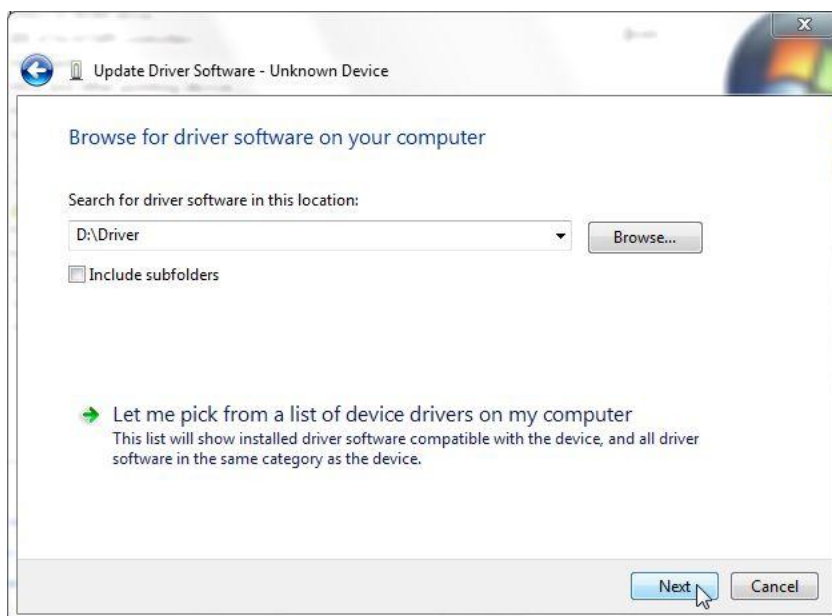 Update Driver Software - Unknown Device
Browse for driver software on your computer
Search for driver software in this location:
D:\Driver
Browse...
Include subfolders
Let me pick from a list of device drivers on my computer
This list will show installed driver software compatible with the device, and all driver
software in the same category as the device.
Next
Cancel